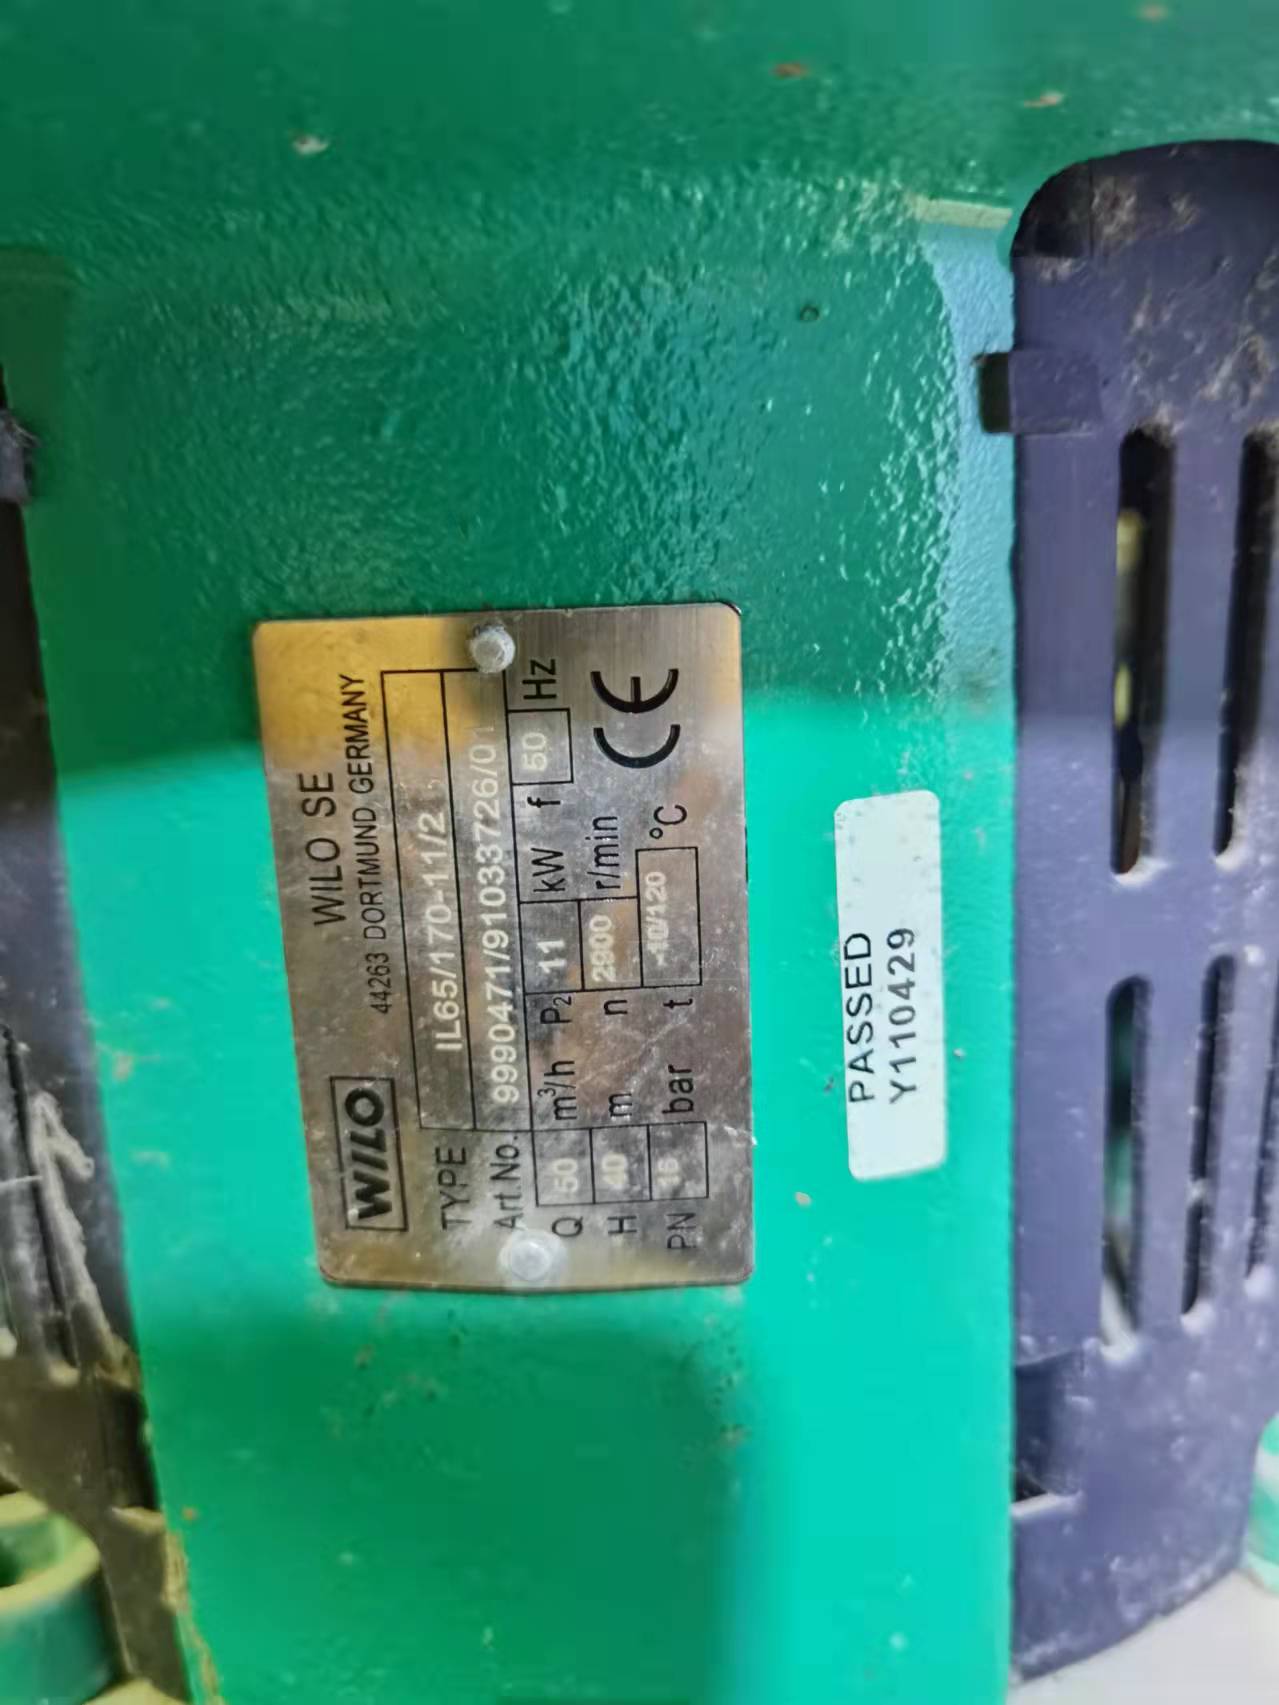 WILO
WILO SE
44263 DORTMUND GERMANY
TYPE IL65/170-11/2
Art.No. 9990471/91033726/01
Q 50 m³/h P₂ 11 kW f 50 Hz
H 40 m n 2900 r/min
PN 16 bar t -10/120 °C
CE
PASSED
Y110429